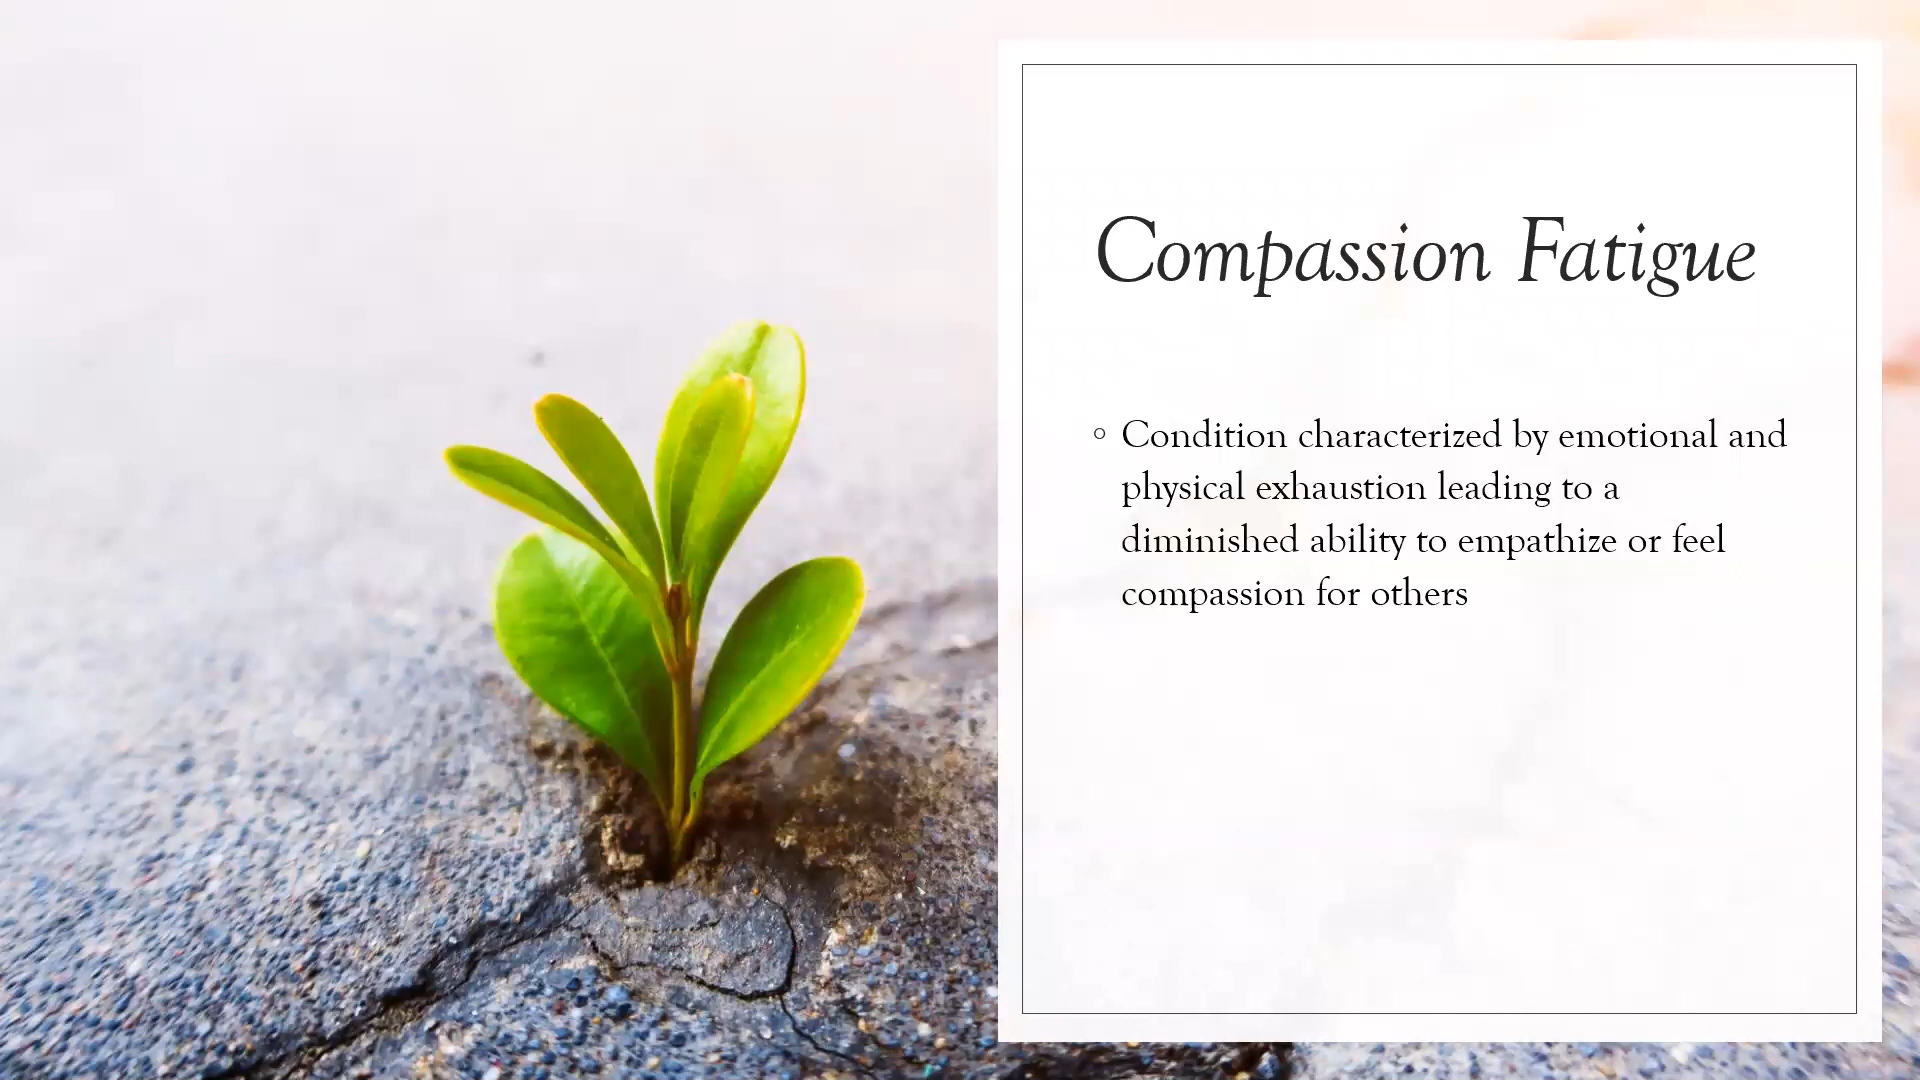 Compassion Fatigue
◦ Condition characterized by emotional and
physical exhaustion leading to a
diminished ability to empathize or feel
compassion for others